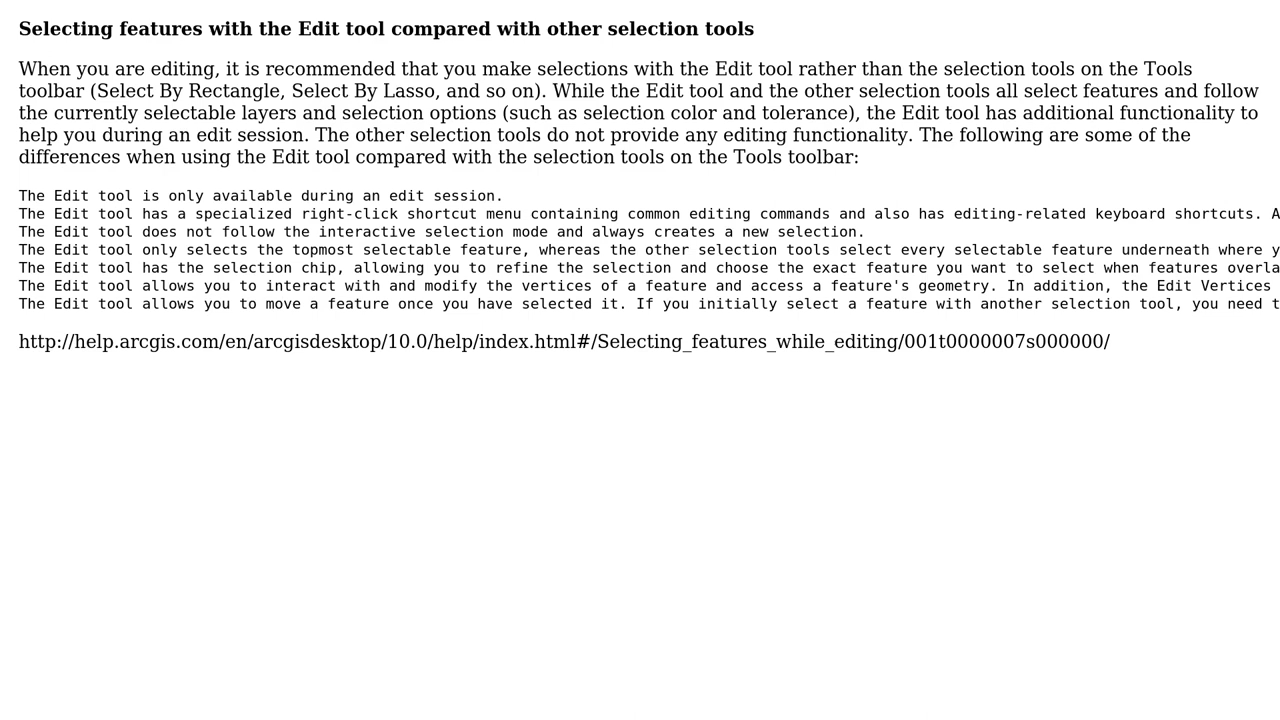 Selecting features with the Edit tool compared with other selection tools
When you are editing, it is recommended that you make selections with the Edit tool rather than the selection tools on the Tools
toolbar (Select By Rectangle, Select By Lasso, and so on). While the Edit tool and the other selection tools all select features and follow
the currently selectable layers and selection options (such as selection color and tolerance), the Edit tool has additional functionality to
help you during an edit session. The other selection tools do not provide any editing functionality. The following are some of the
differences when using the Edit tool compared with the selection tools on the Tools toolbar:
The Edit tool is only available during an edit session.
The Edit tool has a specialized right-click shortcut menu containing common editing commands and also has editing-related keyboard shortcuts.
The Edit tool does not follow the interactive selection mode and always creates a new selection.
The Edit tool only selects the topmost selectable feature, whereas the other selection tools select every selectable feature underneath where
The Edit tool has the selection chip, allowing you to refine the selection and choose the exact feature you want to select when features
The Edit tool allows you to interact with and modify the vertices of a feature and access a feature's geometry. In addition, the Edit Vertices
The Edit tool allows you to move a feature once you have selected it. If you initially select a feature with another selection tool, you need
http://help.arcgis.com/en/arcgisdesktop/10.0/help/index.html#/Selecting_features_while_editing/001t0000007s000000/